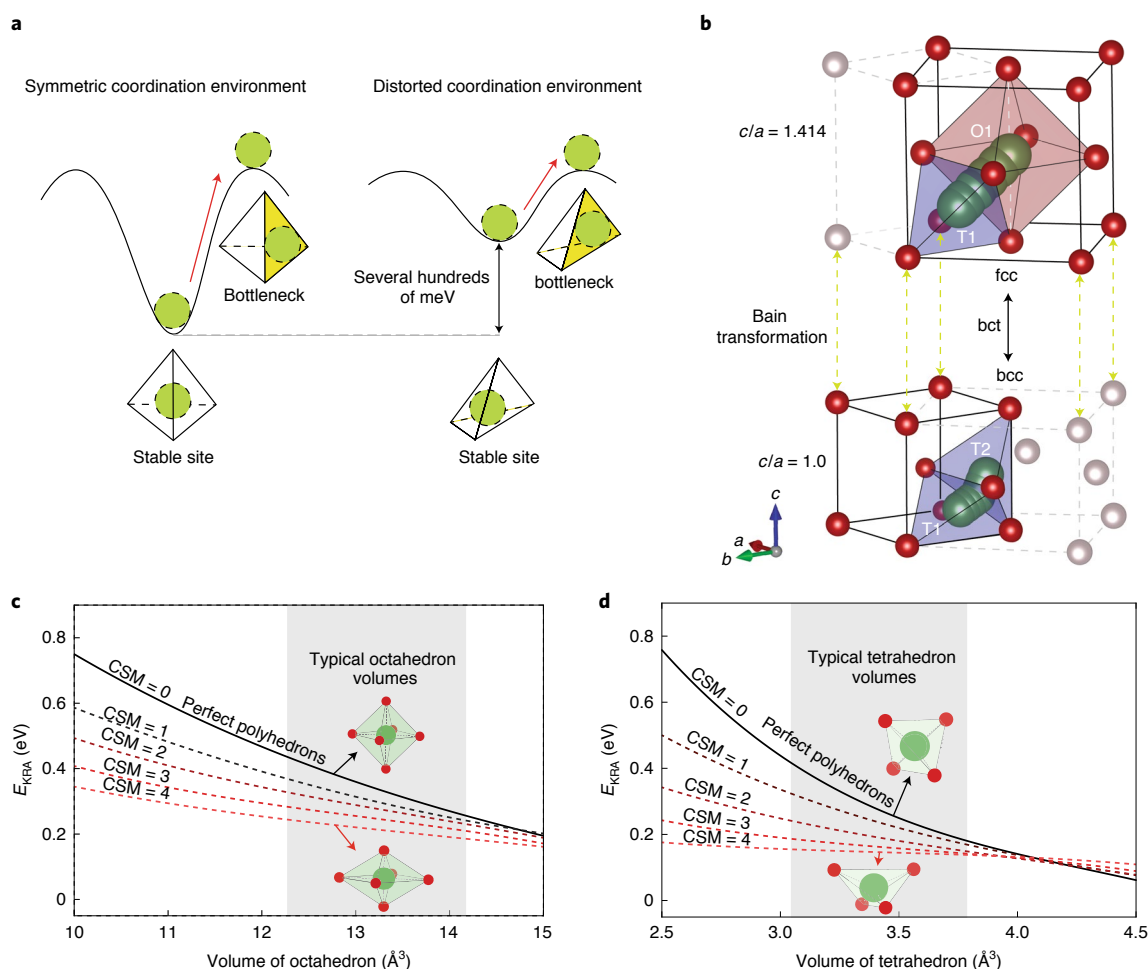 a
Symmetric coordination environment
Distorted coordination environment
Bottleneck
Several hundreds
of meV
bottleneck
Stable site
Stable site
b
c/a = 1.414
O1
T1
fcc
Bain
transformation
bct
bcc
c/a = 1.0
T2
T1
c
a
b
c
0.8
0.6
0.4
0.2
0
E_KRA (eV)
CSM = 0
Perfect polyhedrons
CSM = 1
CSM = 2
CSM = 3
CSM = 4
Typical octahedron
volumes
10 11 12 13 14 15
Volume of octahedron (Å³)
d
0.8
0.6
0.4
0.2
0
E_KRA (eV)
CSM = 0
Perfect polyhedrons
CSM = 1
CSM = 2
CSM = 3
CSM = 4
Typical tetrahedron
volumes
2.5 3.0 3.5 4.0 4.5
Volume of tetrahedron (Å³)